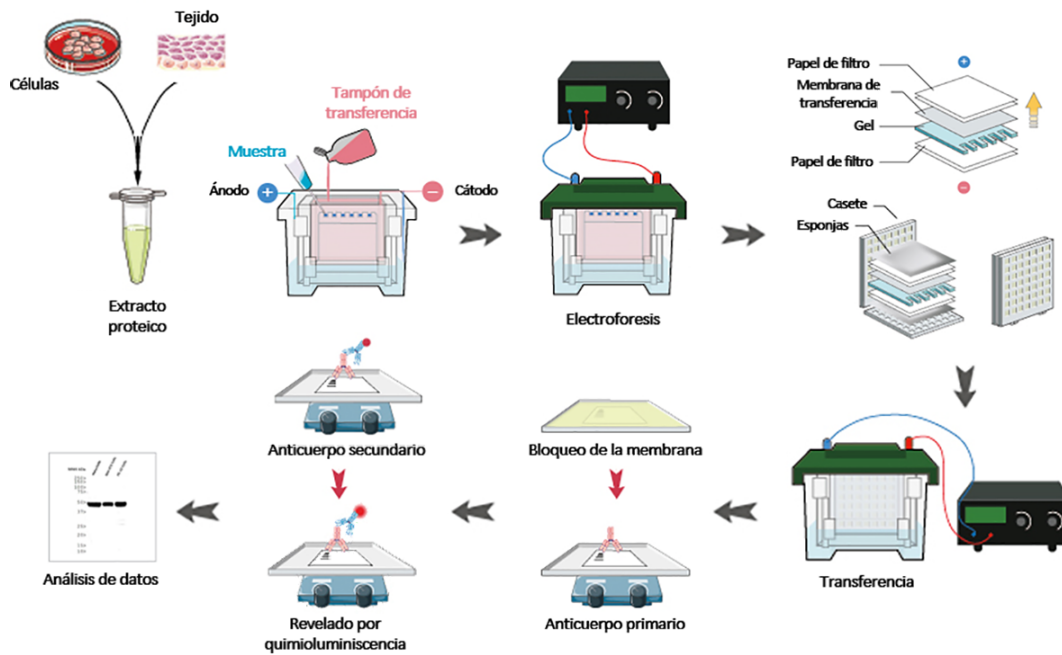 Tejido
Células
Extracto
proteico
Tampón de
transferencia
Muestra
Ánodo
+
−
Cátodo
Electroforesis
Papel de filtro
+
Membrana de
transferencia
Gel
Papel de filtro
−
Casete
Esponjas
Transferencia
Bloqueo de la membrana
Anticuerpo primario
Anticuerpo secundario
Revelado por
quimioluminiscencia
Análisis de datos